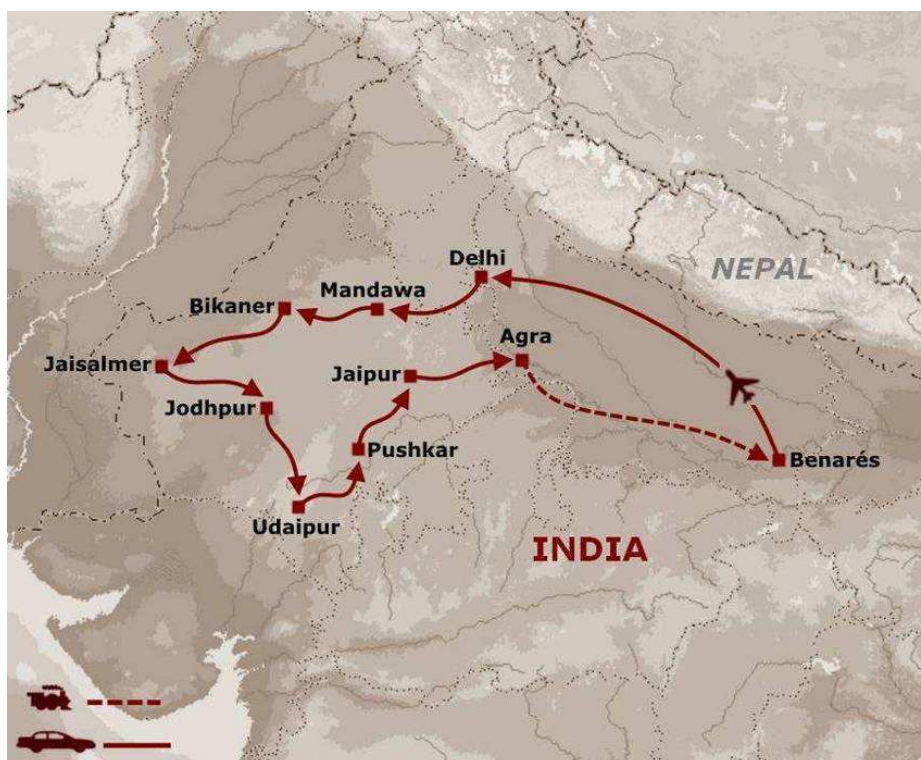 Delhi
NEPAL
Mandawa
Bikaner
Agra
Jaisalmer
Jaipur
Jodhpur
Pushkar
Benarés
Udaipur
INDIA